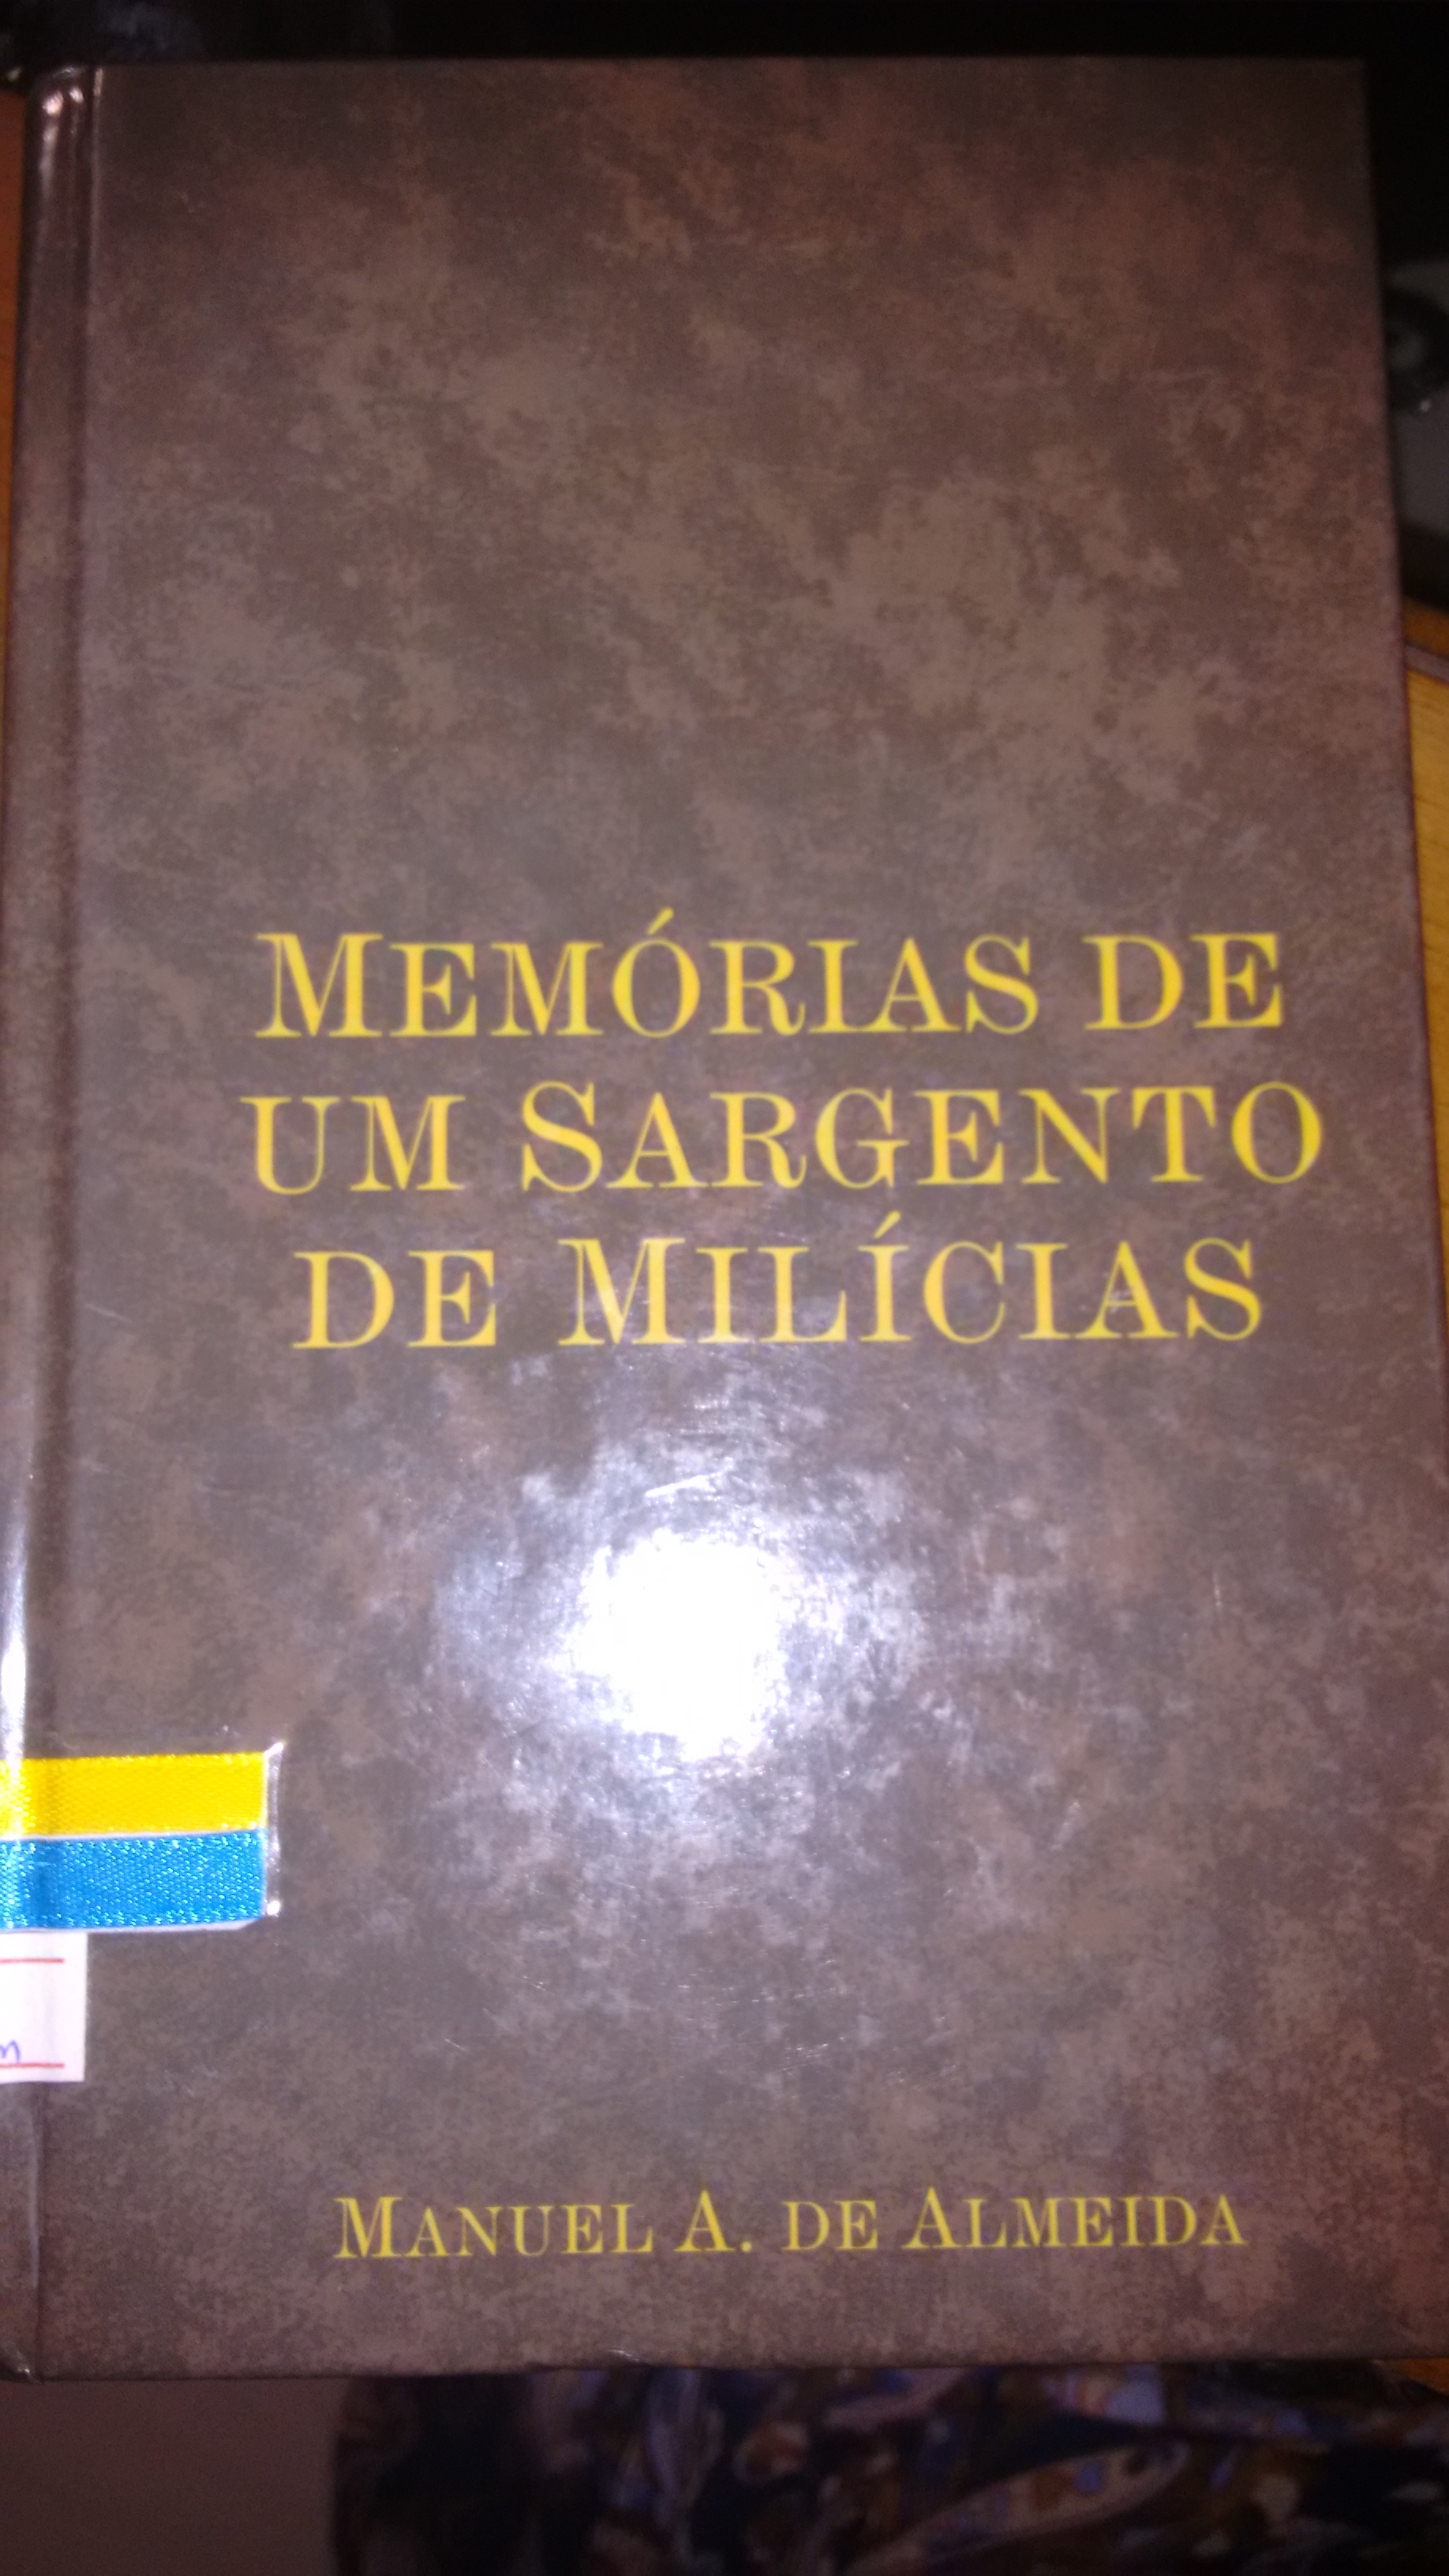 MEMÓRIAS DE
UM SARGENTO
DE MILÍCIAS
MANUEL A. DE ALMEIDA